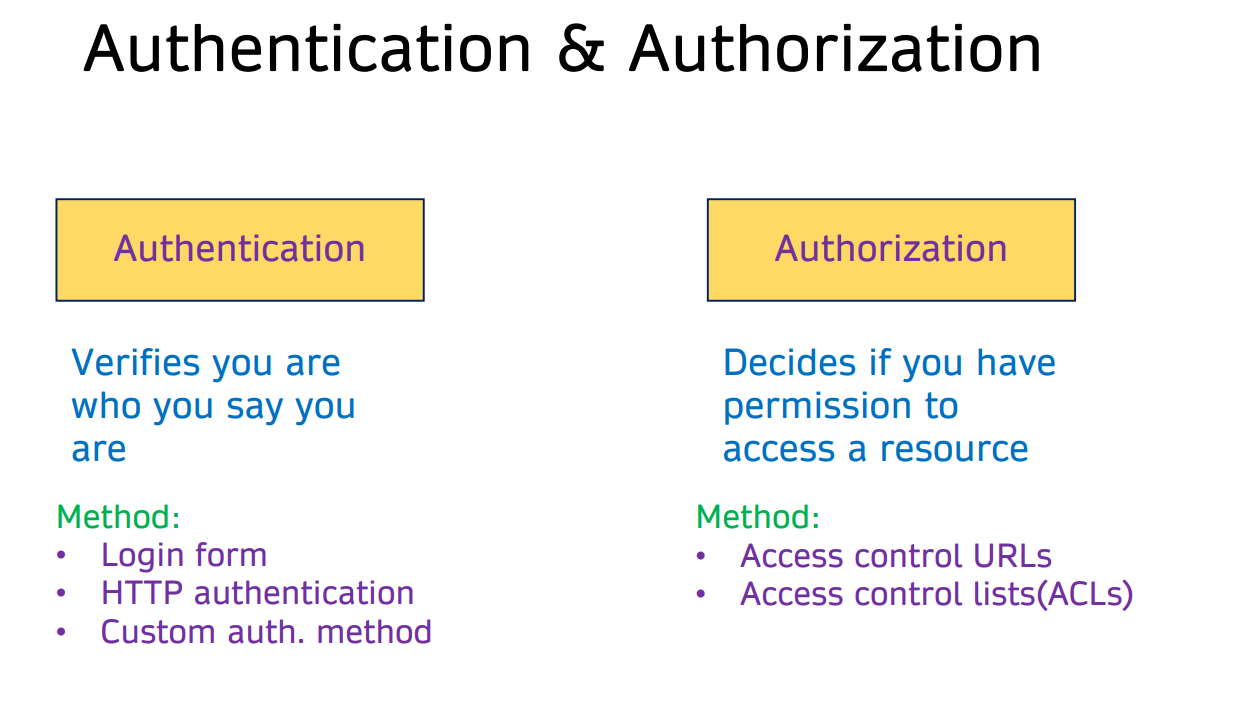 Authentication & Authorization
Authentication
Verifies you are
who you say you
are
Method:
• Login form
• HTTP authentication
• Custom auth. method
Authorization
Decides if you have
permission to
access a resource
Method:
• Access control URLs
• Access control lists(ACLs)